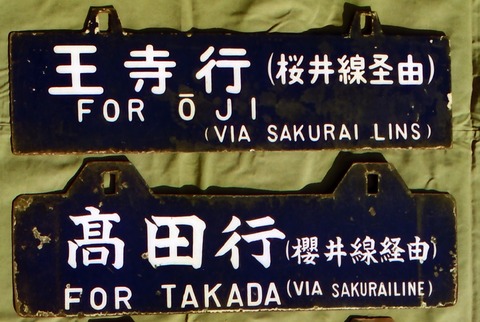 王寺行(桜井線圣由)
FOR ŌJI
(VIA SAKURAI LINS)
髙田行(櫻井線経由)
FOR TAKADA(VIA SAKURAILINE)